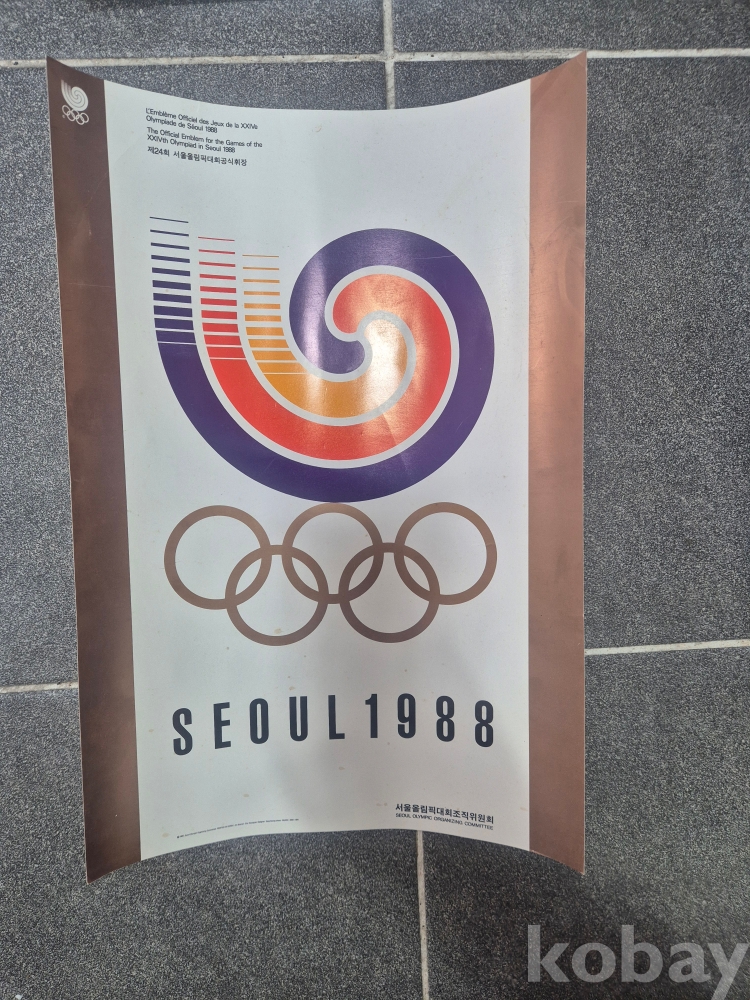 L'Emblème Officiel des Jeux de la XXIVe
Olympiade de Séoul 1988
The Official Emblem for the Games of the
XXIVth Olympiad in Seoul 1988
제24회 서울올림픽대회공식휘장
SEOUL 1988
서울올림픽대회조직위원회
SEOUL OLYMPIC ORGANIZING COMMITTEE
kobay